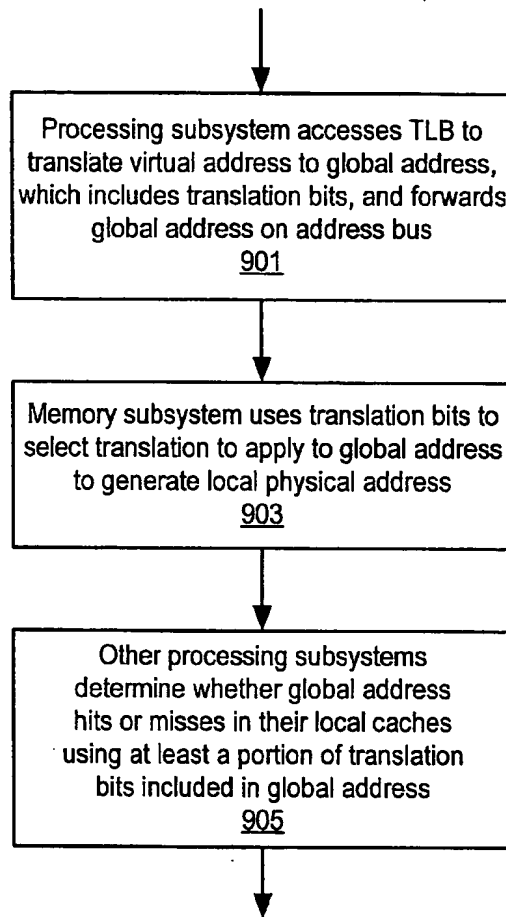 Processing subsystem accesses TLB to
translate virtual address to global address,
which includes translation bits, and forwards
global address on address bus
901
Memory subsystem uses translation bits to
select translation to apply to global address
to generate local physical address
903
Other processing subsystems
determine whether global address
hits or misses in their local caches
using at least a portion of translation
bits included in global address
905